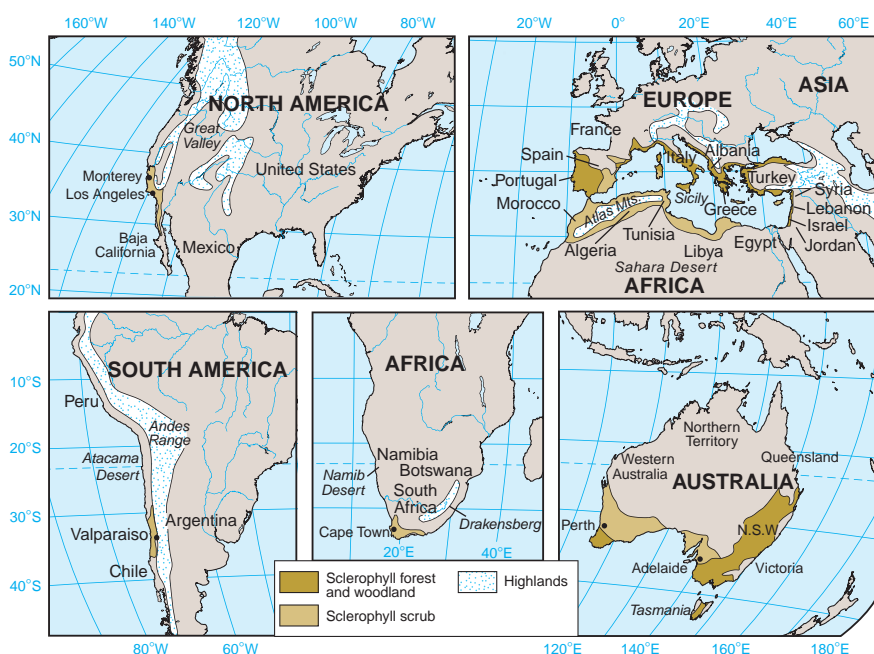 160°W
140°W
120°W
100°W
80°W
50°N
40°N
30°N
20°N
NORTH AMERICA
Great
Valley
United States
Monterey
Los Angeles
Baja
California
Mexico
20°W
0°
20°E
40°E
60°E
ASIA
EUROPE
France
Albania
Spain
Italy
Portugal
Turkey
Morocco
Atlas Mts.
Sicily
Syria
Greece
Lebanon
Israel
Tunisia
Algeria
Libya
Egypt
Jordan
Sahara Desert
AFRICA
SOUTH AMERICA
10°S
20°S
30°S
40°S
Peru
Andes
Range
Atacama
Desert
Argentina
Valparaiso
Chile
80°W
60°W
AFRICA
Namibia
Botswana
Namib
Desert
South
Africa
Cape Town
Drakensberg
20°E
40°E
Northern
Territory
Western
Australia
Queensland
AUSTRALIA
Perth
N.S.W.
Adelaide
Victoria
Tasmania
120°E
140°E
160°E
180°E
Sclerophyll forest
and woodland
Highlands
Sclerophyll scrub